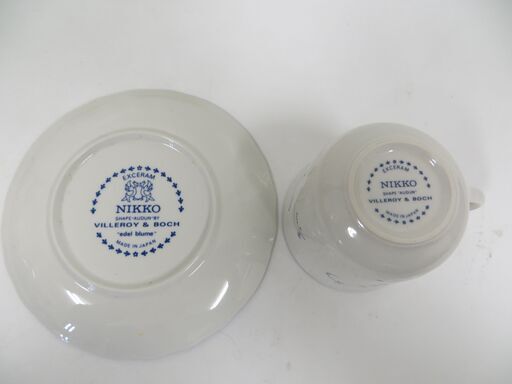 EXCERAM
NIKKO
SHAPE "AUDUN" BY
VILLEROY & BOCH
"edel blume"
MADE IN JAPAN
EXCERAM
NIKKO
SHAPE "AUDUN"
VILLEROY & BOCH
MADE IN JAPAN